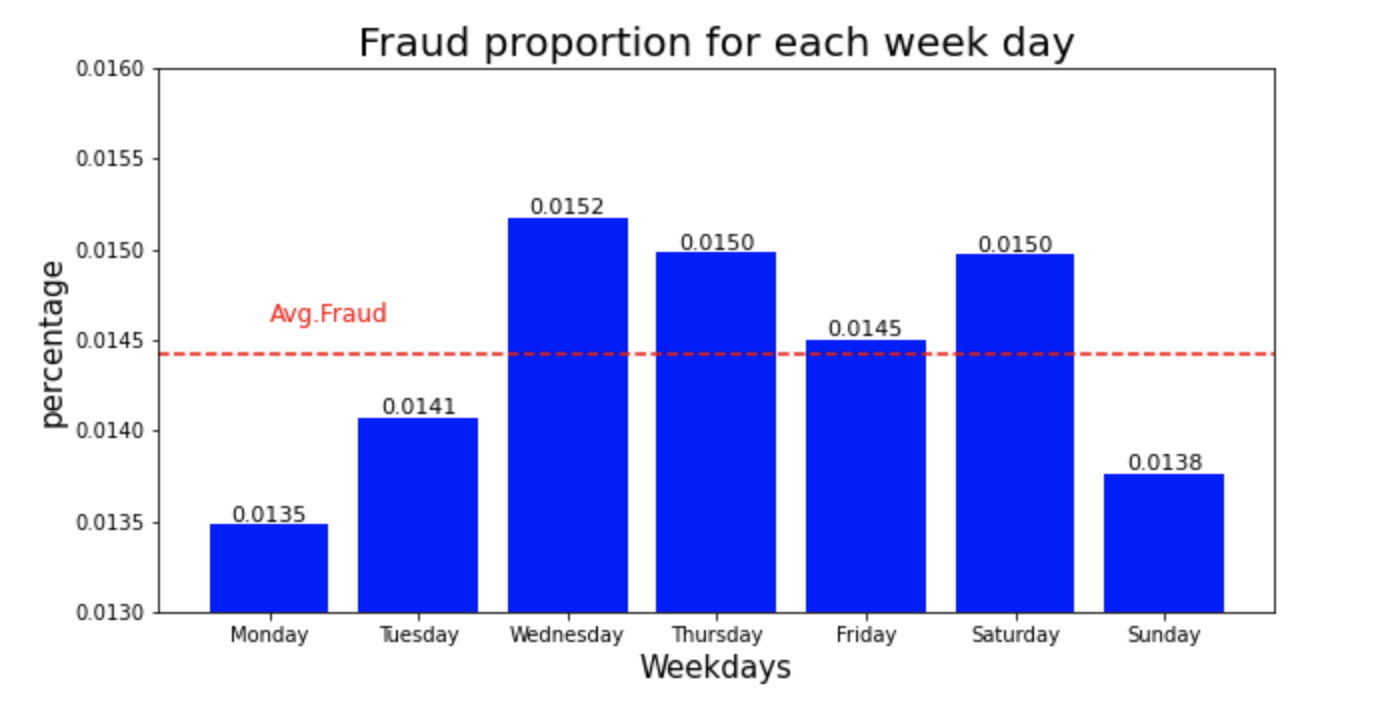 Fraud proportion for each week day
0.0160
0.0155
0.0150
0.0145
0.0140
0.0135
0.0130
percentage
Avg.Fraud
0.0135
0.0141
0.0152
0.0150
0.0145
0.0150
0.0138
Monday Tuesday Wednesday Thursday Friday Saturday Sunday
Weekdays